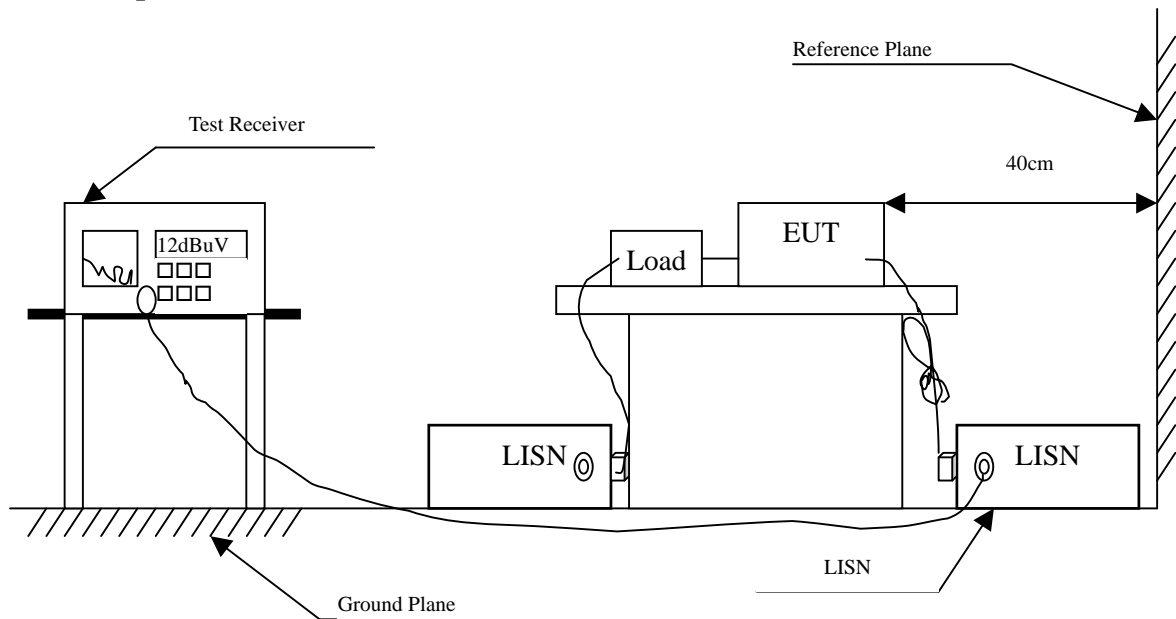 Reference Plane
Test Receiver
40cm
12dBuV
EUT
Load
LISN
LISN
LISN
Ground Plane